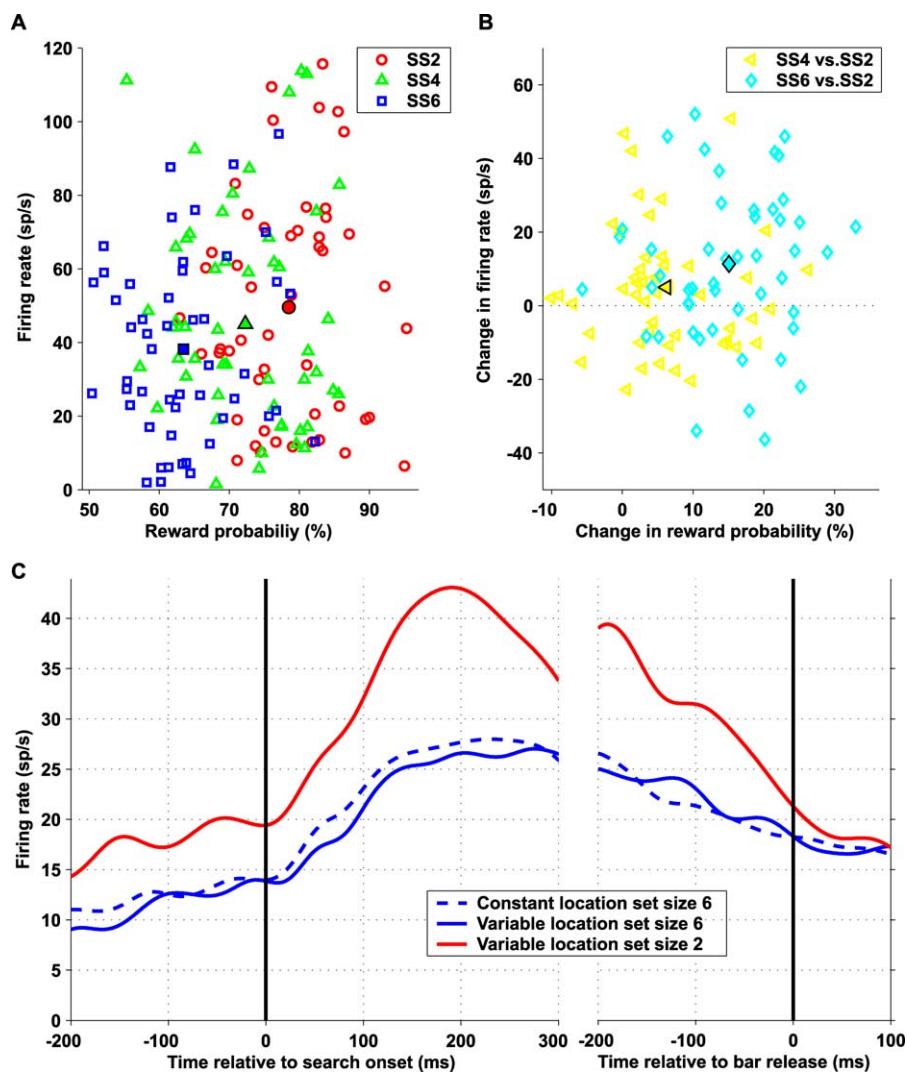 A
Firing reate (sp/s)
120
100
80
60
40
20
0
50 60 70 80 90
Reward probabiliy (%)
SS2
SS4
SS6
B
Change in firing rate (sp/s)
60
40
20
0
-20
-40
-10 0 10 20 30
Change in reward probability (%)
SS4 vs.SS2
SS6 vs.SS2
C
Firing rate (sp/s)
40
35
30
25
20
15
10
5
0
Constant location set size 6
Variable location set size 6
Variable location set size 2
-200 -100 0 100 200 300
Time relative to search onset (ms)
-200 -100 0 100
Time relative to bar release (ms)